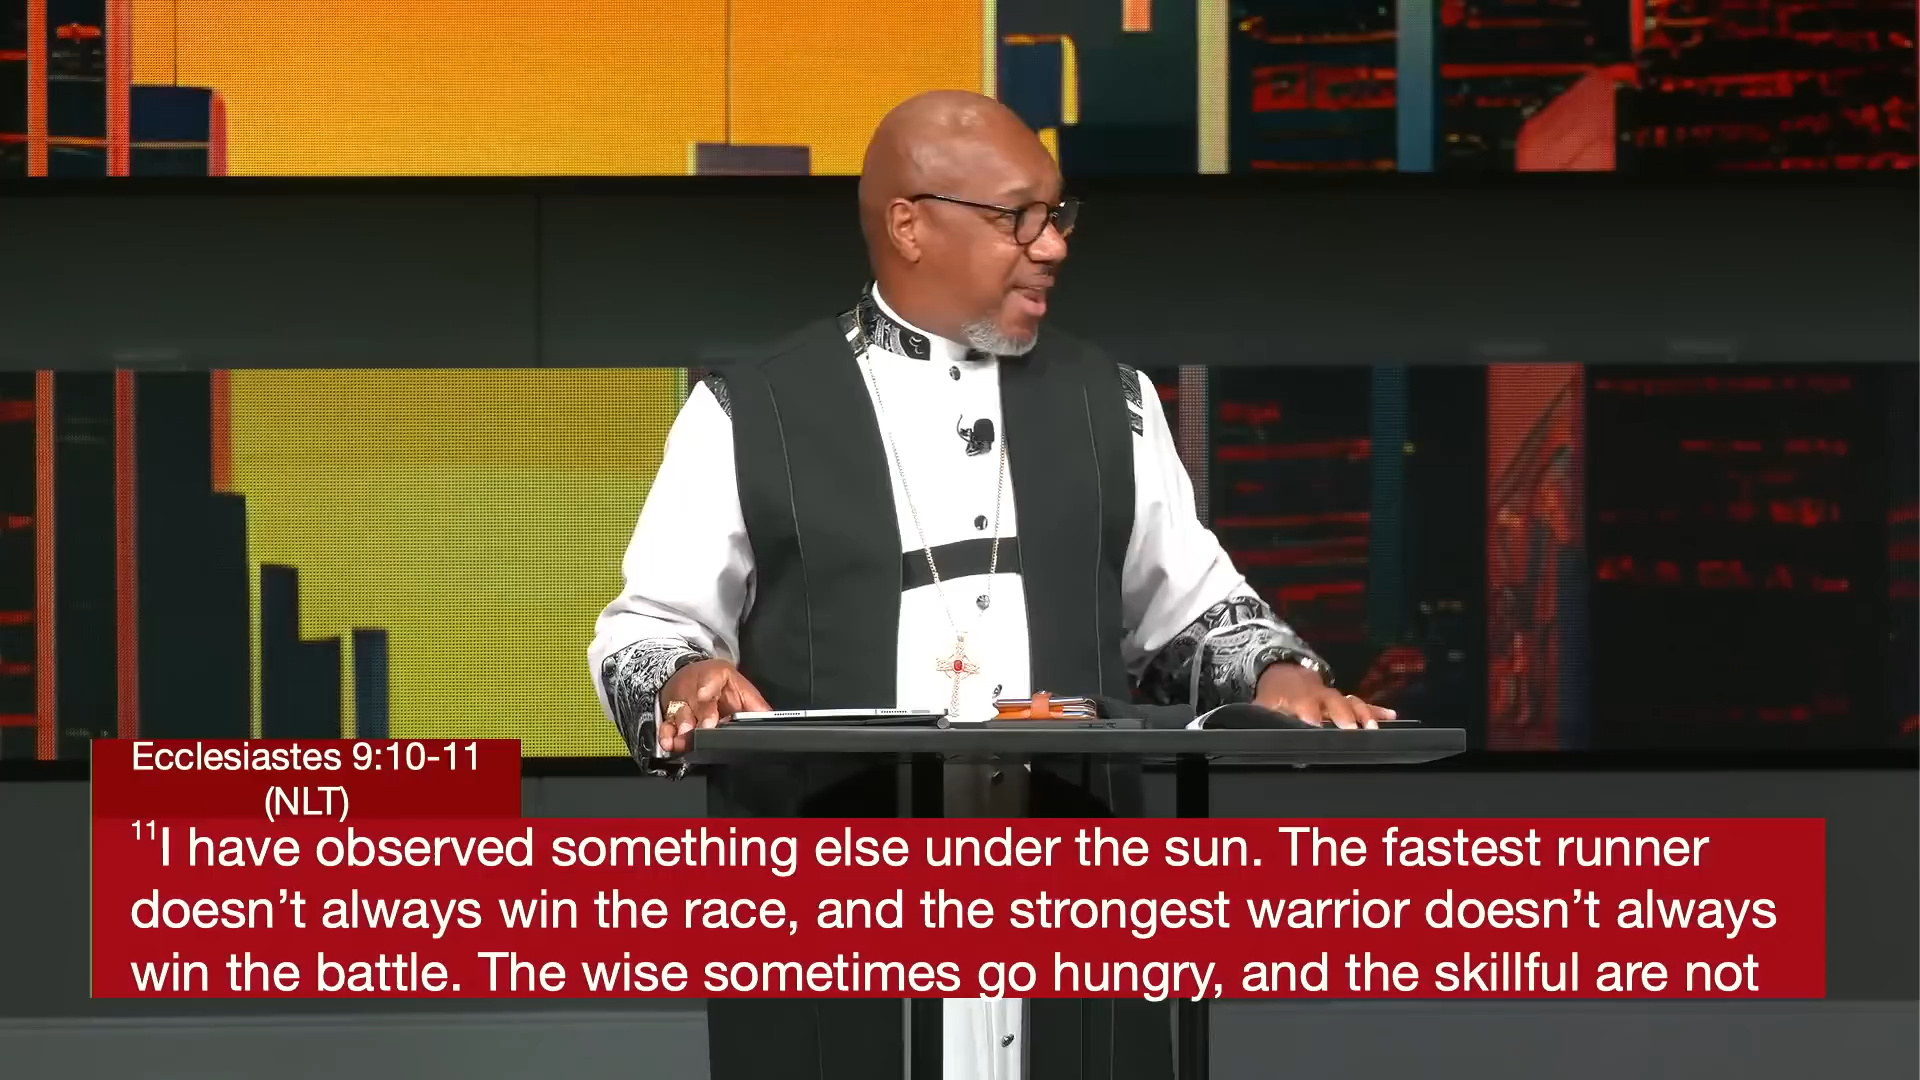 Ecclesiastes 9:10-11
(NLT)
11I have observed something else under the sun. The fastest runner
doesn’t always win the race, and the strongest warrior doesn’t always
win the battle. The wise sometimes go hungry, and the skillful are not